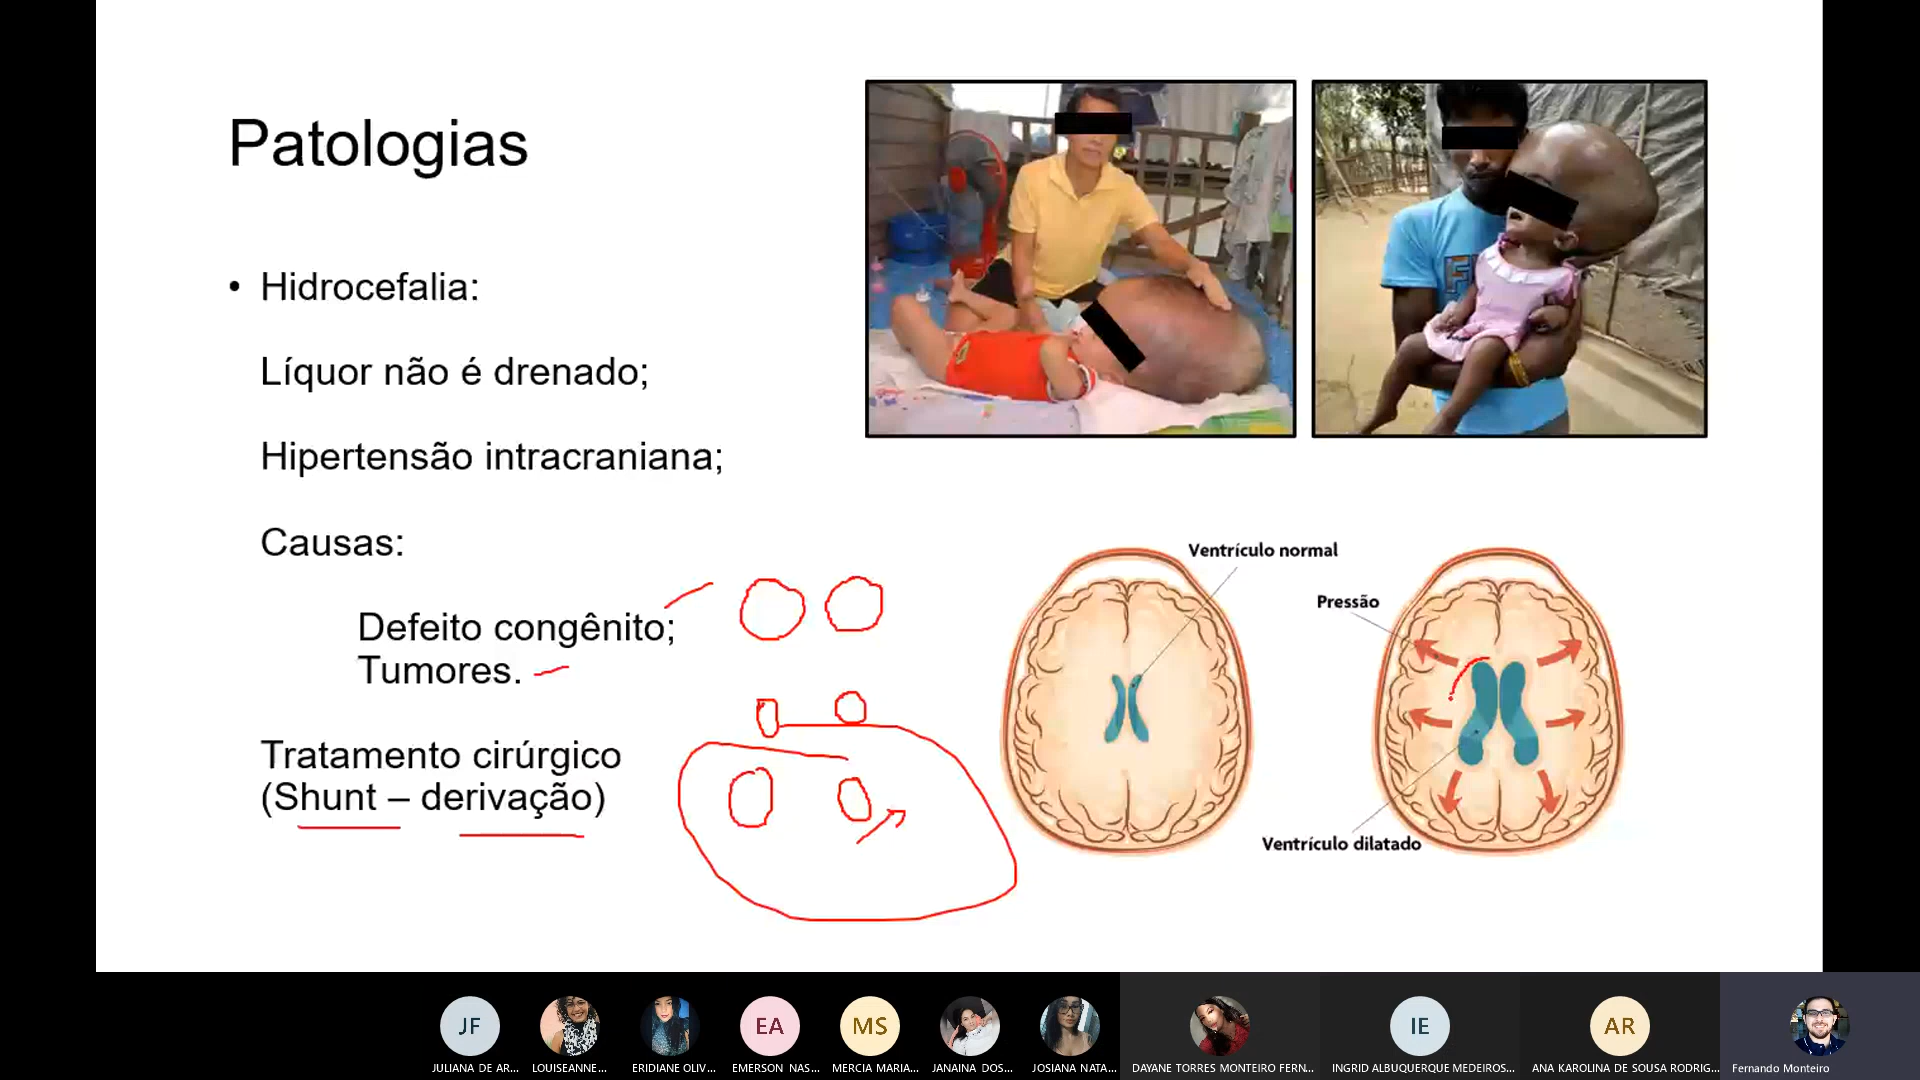 Patologias
• Hidrocefalia:
Líquor não é drenado;
Hipertensão intracraniana;
Causas:
Defeito congênito;
Tumores.
Tratamento cirúrgico
(Shunt – derivação)
Ventrículo normal
Pressão
Ventrículo dilatado
JF
EA
MS
IE
AR
JULIANA DE AR...
LOUISEANNE...
ERIDIANE OLIV...
EMERSON NAS...
MERCIA MARIA...
JANAINA DOS...
JOSIANA NATA...
DAYANE TORRES MONTEIRO FERN...
INGRID ALBUQUERQUE MEDEIROS...
ANA KAROLINA DE SOUSA RODRIG...
Fernando Monteiro